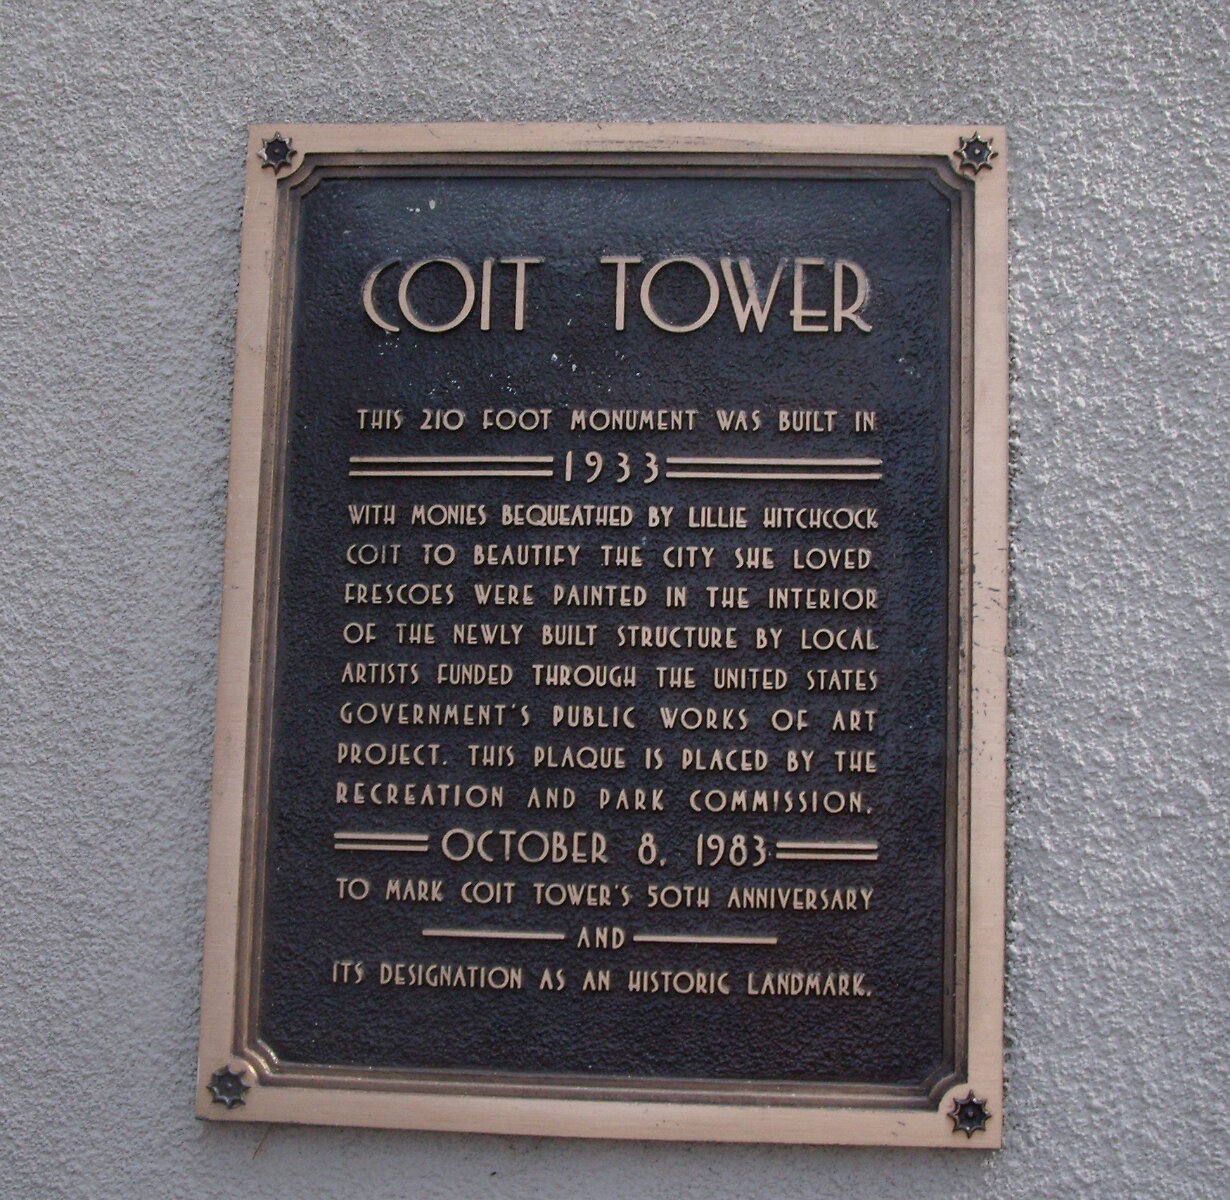 COIT TOWER
THIS 210 FOOT MONUMENT WAS BUILT IN
1933
WITH MONIES BEQUEATHED BY LILLIE HITCHCOCK
COIT TO BEAUTIFY THE CITY SHE LOVED.
FRESCOES WERE PAINTED IN THE INTERIOR
OF THE NEWLY BUILT STRUCTURE BY LOCAL
ARTISTS FUNDED THROUGH THE UNITED STATES
GOVERNMENT'S PUBLIC WORKS OF ART
PROJECT. THIS PLAQUE IS PLACED BY THE
RECREATION AND PARK COMMISSION,
OCTOBER 8, 1983
TO MARK COIT TOWER'S 50TH ANNIVERSARY
AND
ITS DESIGNATION AS AN HISTORIC LANDMARK.